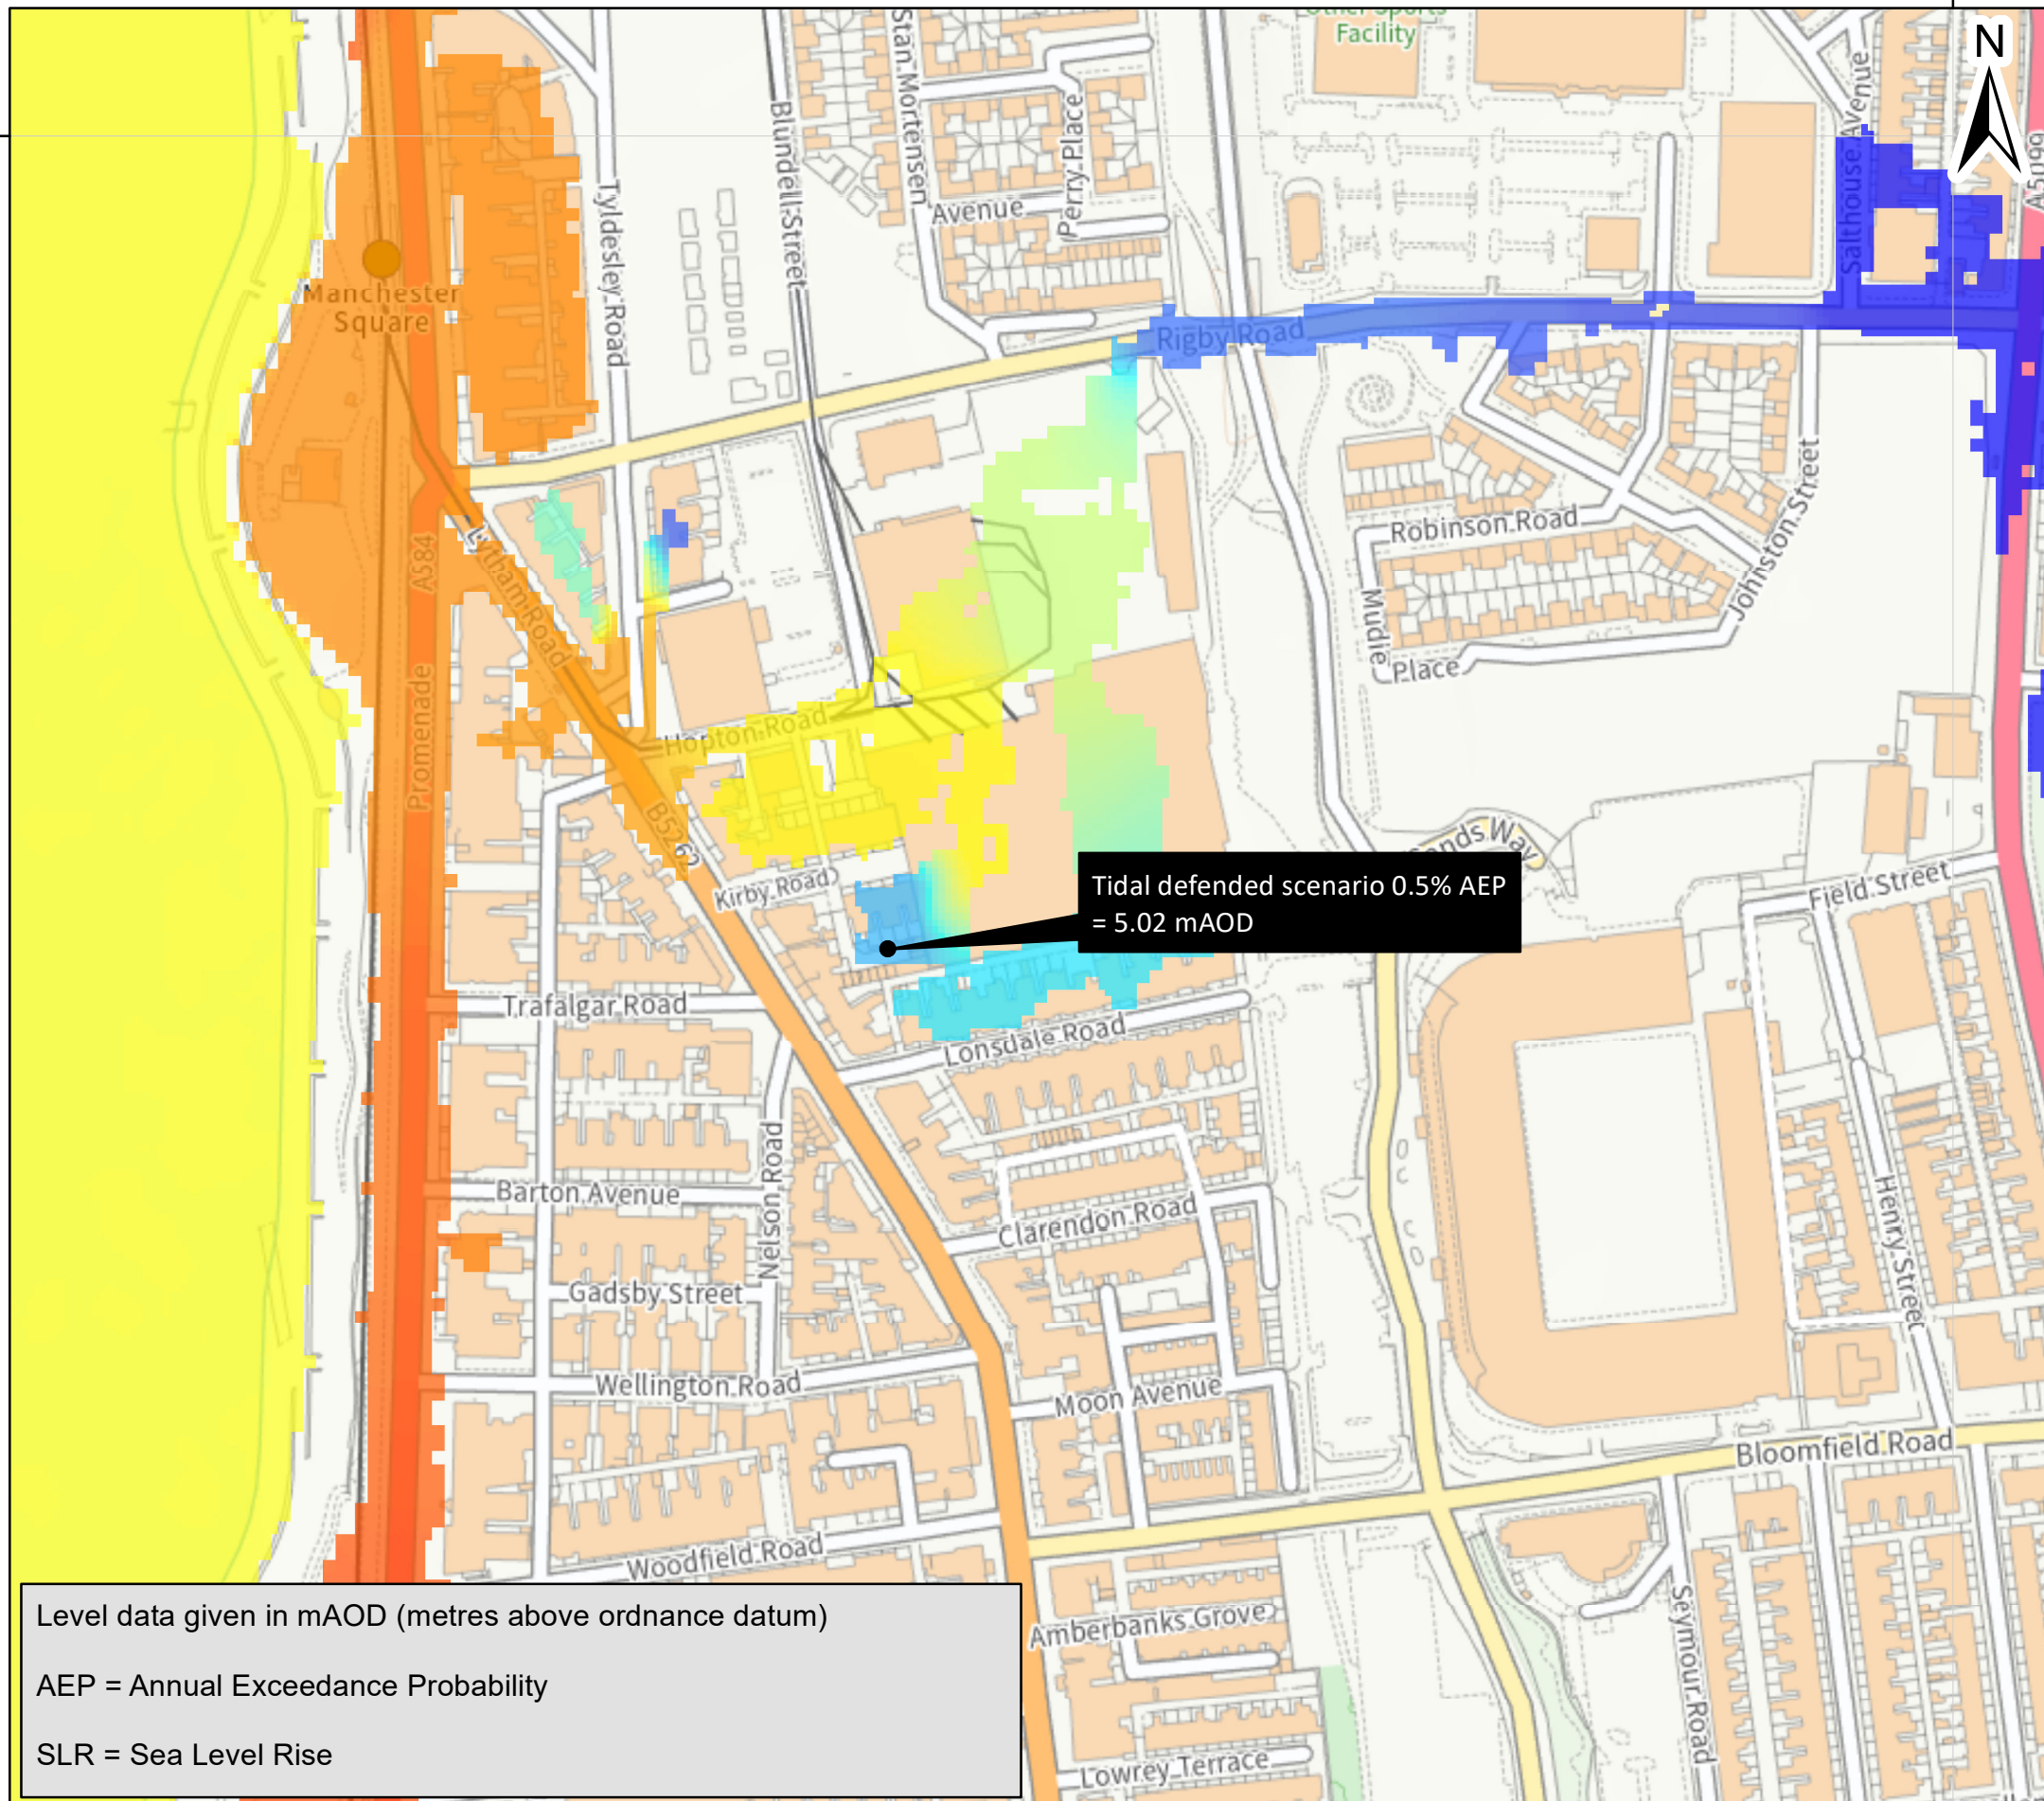 Other Sports
Facility
N
Stan Mortensen
Avenue
Perry Place
Blundell Street
Tyldesley Road
Salthouse Avenue
A5099
Manchester
Square
Rigby Road
A584
Promenade
Lytham Road
Robinson Road
Johnston Street
Mudie
Place
Hopton Road
B5262
Kirby Road
Tidal defended scenario 0.5% AEP
= 5.02 mAOD
Field Street
Trafalgar Road
Lonsdale Road
Nelson Road
Barton Avenue
Clarendon Road
Henry Street
Gadsby Street
Wellington Road
Moon Avenue
Bloomfield Road
Woodfield Road
Seymour Road
Amberbanks Grove
Lowrey Terrace
Level data given in mAOD (metres above ordnance datum)
AEP = Annual Exceedance Probability
SLR = Sea Level Rise